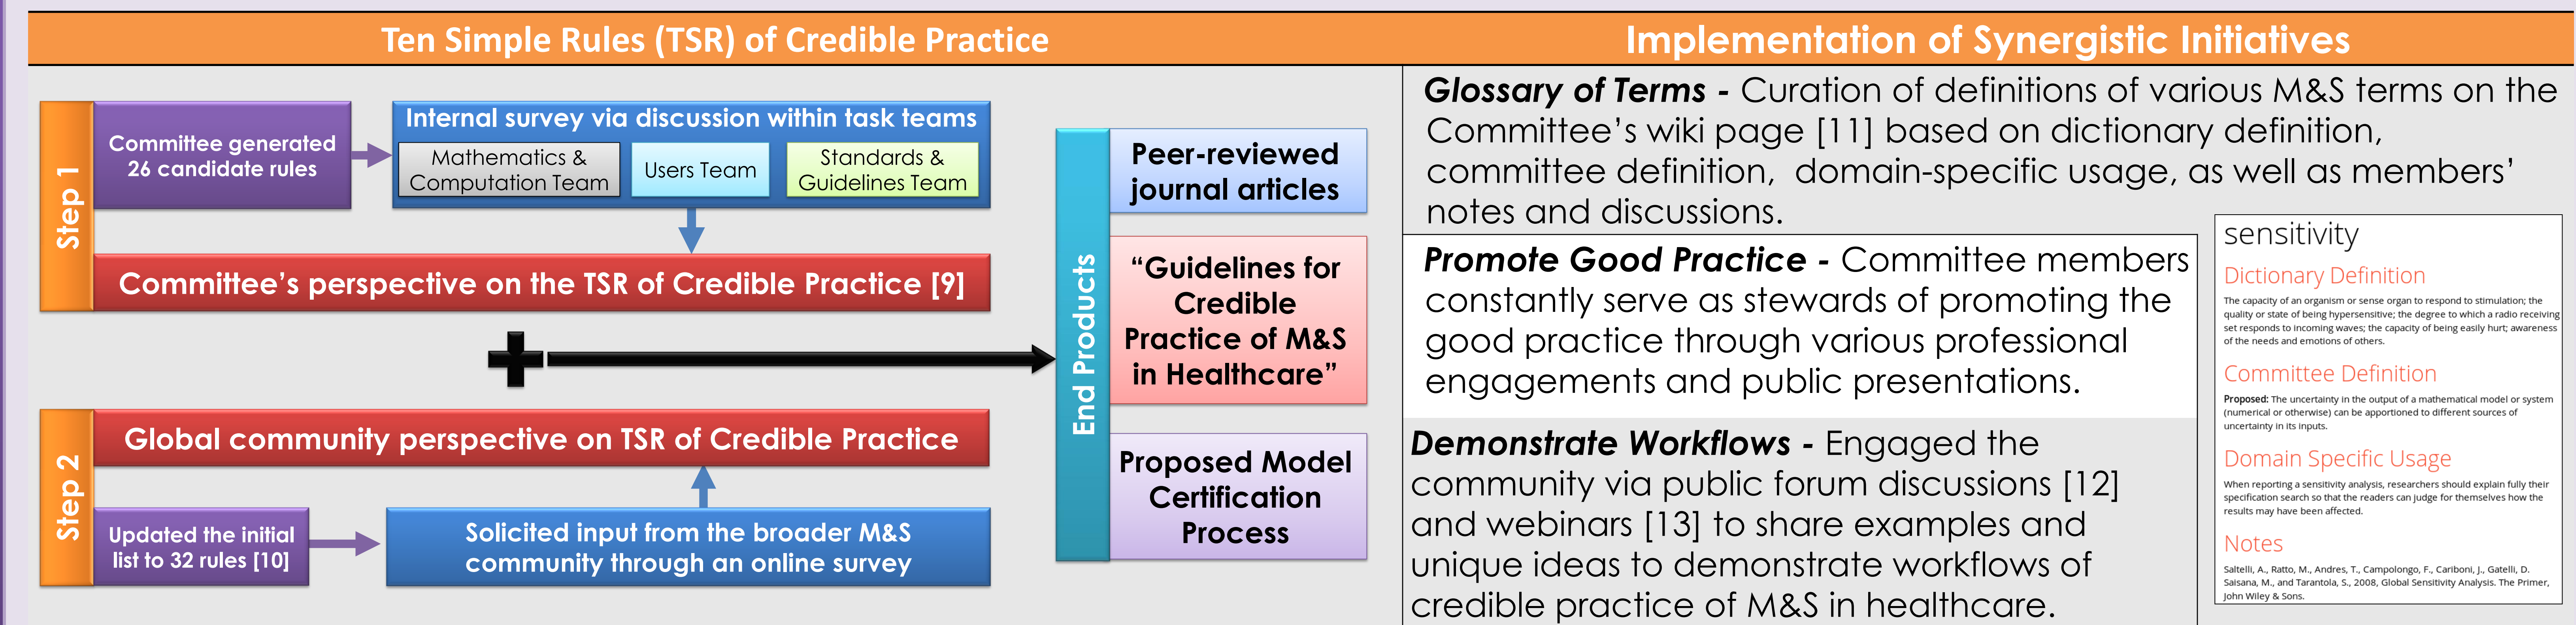 Ten Simple Rules (TSR) of Credible Practice
Step 1
Committee generated
26 candidate rules
Internal survey via discussion within task teams
Mathematics &
Computation Team
Users Team
Standards &
Guidelines Team
Committee's perspective on the TSR of Credible Practice [9]
Step 2
Global community perspective on TSR of Credible Practice
Updated the initial
list to 32 rules [10]
Solicited input from the broader M&S
community through an online survey
End Products
Peer-reviewed
journal articles
“Guidelines for
Credible
Practice of M&S
in Healthcare”
Proposed Model
Certification
Process
Implementation of Synergistic Initiatives
Glossary of Terms - Curation of definitions of various M&S terms on the
Committee's wiki page [11] based on dictionary definition,
committee definition,  domain-specific usage, as well as members'
notes and discussions.
Promote Good Practice - Committee members
constantly serve as stewards of promoting the
good practice through various professional
engagements and public presentations.
Demonstrate Workflows - Engaged the
community via public forum discussions [12]
and webinars [13] to share examples and
unique ideas to demonstrate workflows of
credible practice of M&S in healthcare.
sensitivity
Dictionary Definition
The capacity of an organism or sense organ to respond to stimulation; the
quality or state of being hypersensitive; the degree to which a radio receiving
set responds to incoming waves; the capacity of being easily hurt; awareness
of the needs and emotions of others.
Committee Definition
Proposed: The uncertainty in the output of a mathematical model or system
(numerical or otherwise) can be apportioned to different sources of
uncertainty in its inputs.
Domain Specific Usage
When reporting a sensitivity analysis, researchers should explain fully their
specification search so that the readers can judge for themselves how the
results may have been affected.
Notes
Saltelli, A., Ratto, M., Andres, T., Campolongo, F., Cariboni, J., Gatelli, D.
Saisana, M., and Tarantola, S., 2008, Global Sensitivity Analysis. The Primer,
John Wiley & Sons.